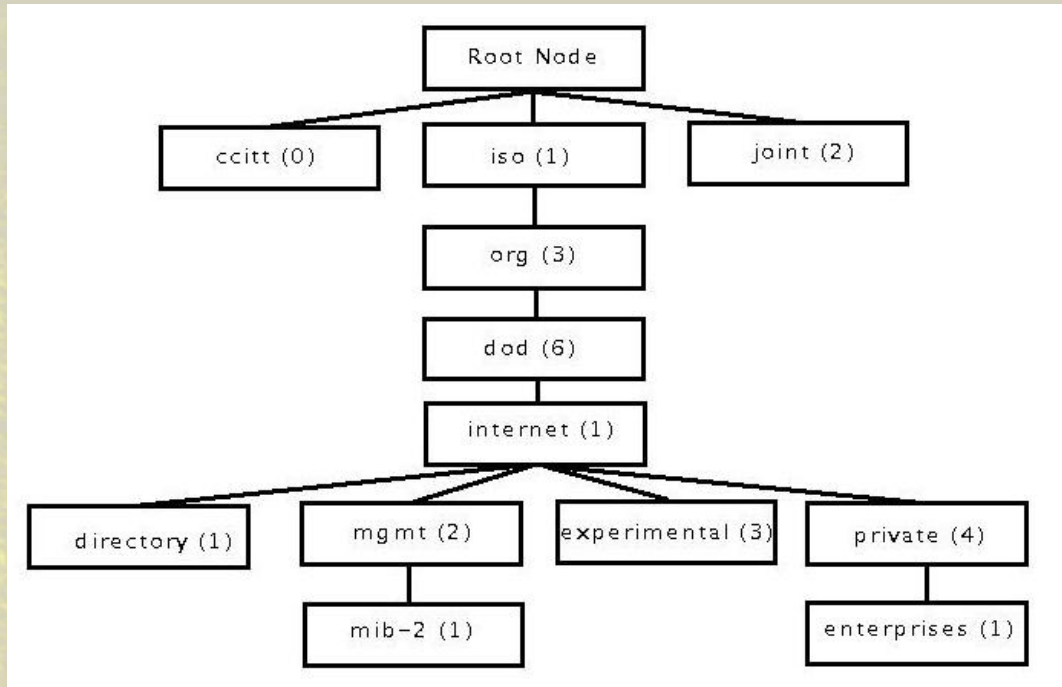 Root Node
ccitt (0)
iso (1)
joint (2)
org (3)
dod (6)
internet (1)
directory (1)
mgmt (2)
experimental (3)
private (4)
mib-2 (1)
enterprises (1)